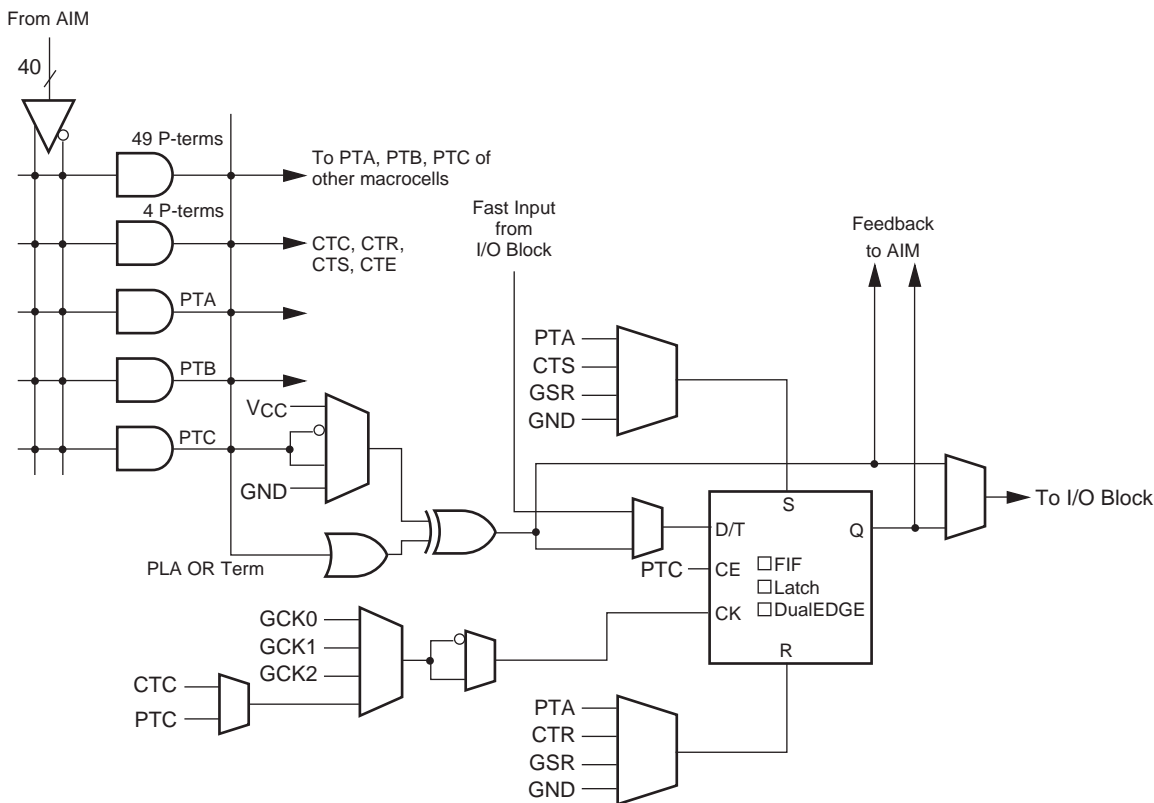 From AIM
40
49 P-terms
To PTA, PTB, PTC of
other macrocells
4 P-terms
CTC, CTR,
CTS, CTE
PTA
PTB
PTC
Fast Input
from
I/O Block
Feedback
to AIM
PTA
CTS
GSR
GND
VCC
GND
PLA OR Term
To I/O Block
S
D/T
Q
PTC
CE
FIF
Latch
DualEDGE
CK
R
GCK0
GCK1
GCK2
CTC
PTC
PTA
CTR
GSR
GND